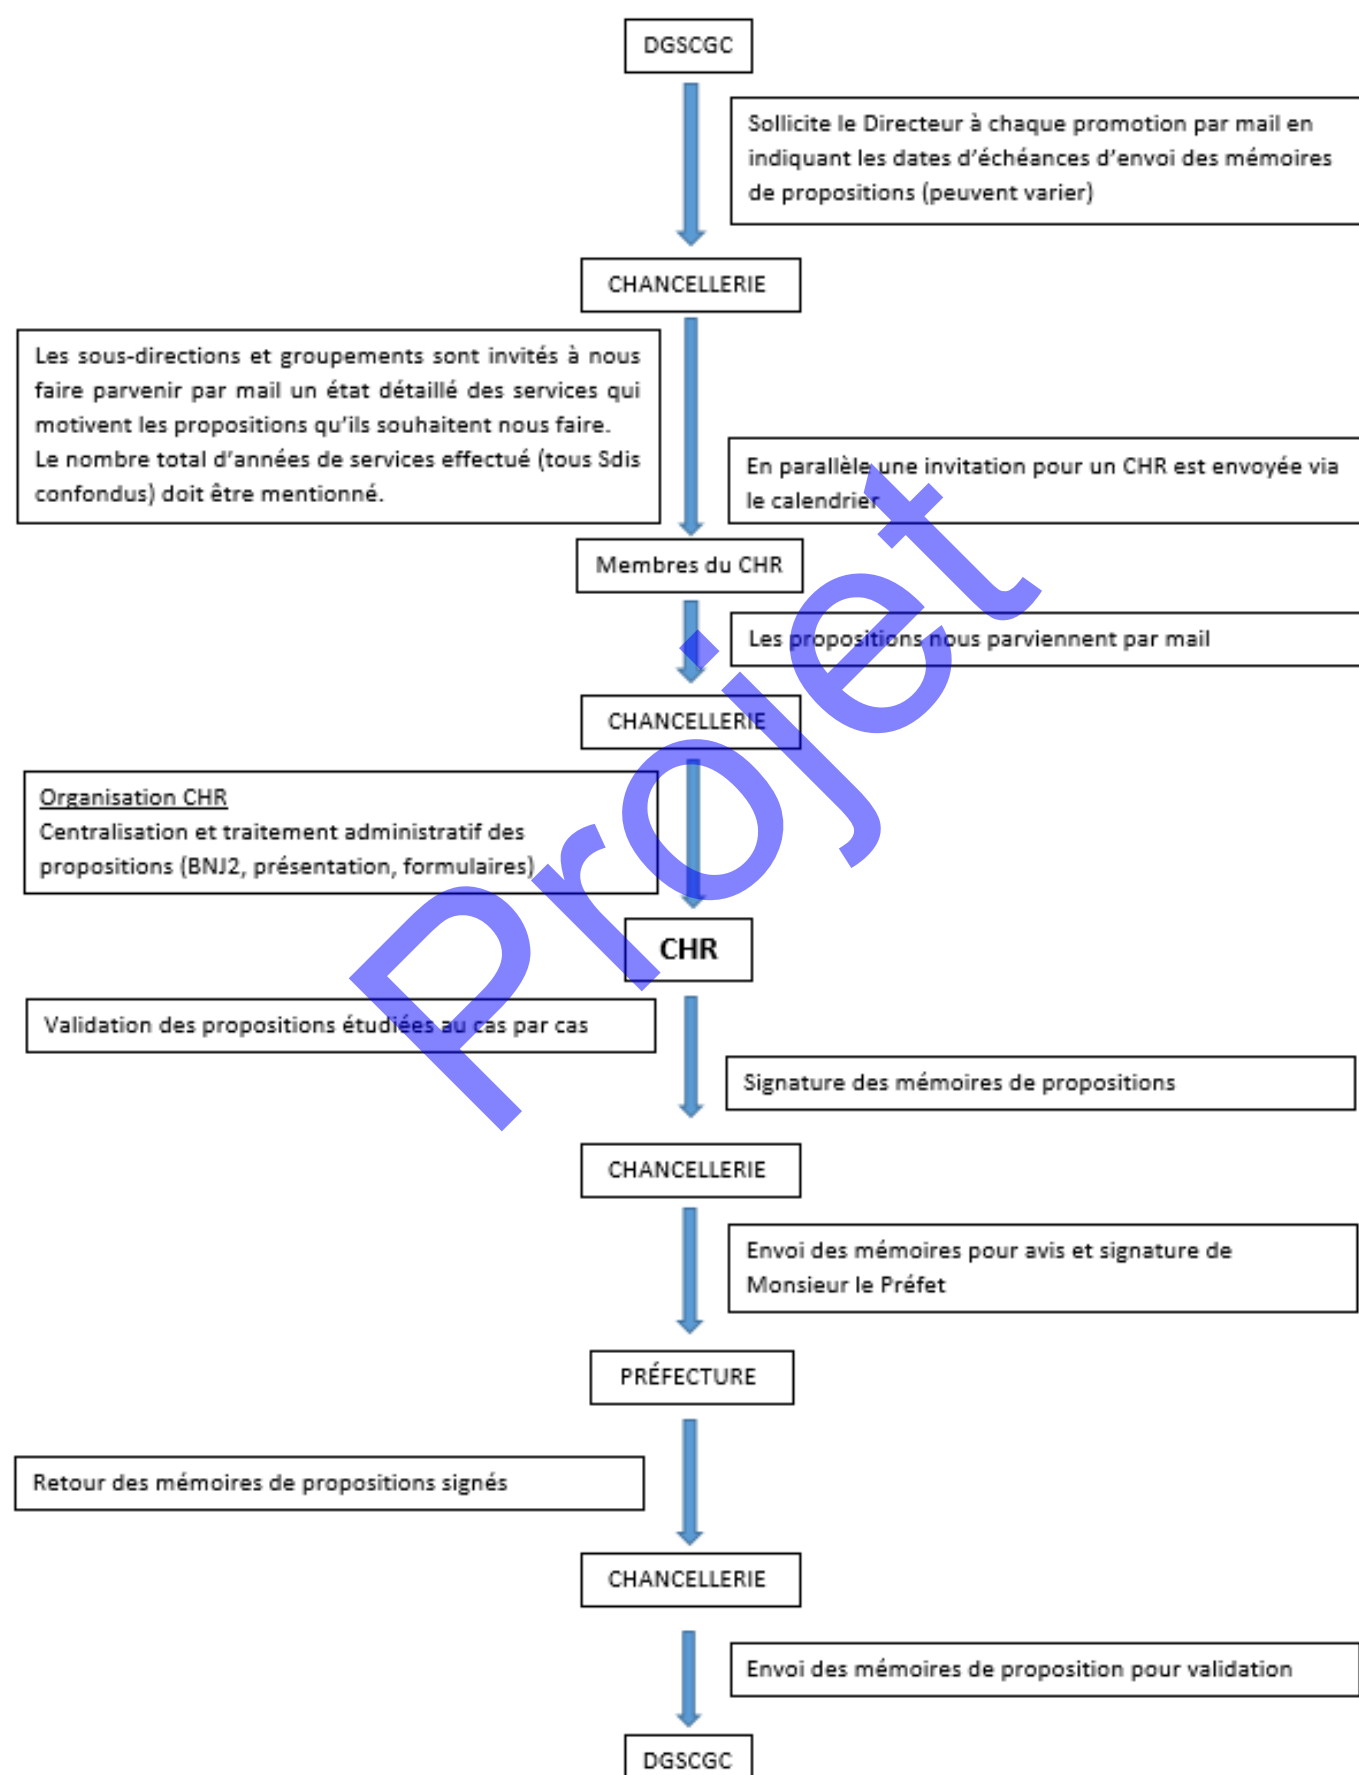 DGSCGC
Sollicite le Directeur à chaque promotion par mail en
indiquant les dates d'échéances d'envoi des mémoires
de propositions (peuvent varier)
CHANCELLERIE
Les sous-directions et groupements sont invités à nous
faire parvenir par mail un état détaillé des services qui
motivent les propositions qu'ils souhaitent nous faire.
Le nombre total d'années de services effectué (tous Sdis
confondus) doit être mentionné.
En parallèle une invitation pour un CHR est envoyée via
le calendrier
Membres du CHR
Les propositions nous parviennent par mail
CHANCELLERIE
Organisation CHR
Centralisation et traitement administratif des
propositions (BNJ2, présentation, formulaires)
CHR
Validation des propositions étudiées au cas par cas
Signature des mémoires de propositions
CHANCELLERIE
Envoi des mémoires pour avis et signature de
Monsieur le Préfet
PRÉFECTURE
Retour des mémoires de propositions signés
CHANCELLERIE
Envoi des mémoires de proposition pour validation
DGSCGC
Projet